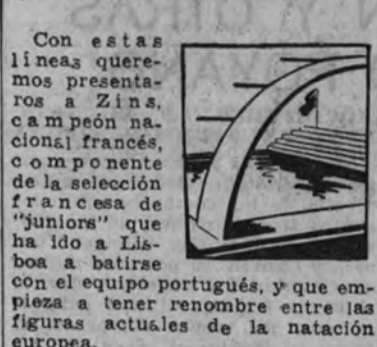 Con estas
líneas quere-
mos presenta-
ros a Zins,
campeón na-
cional francés,
componente
de la selección
francesa de
"juniors" que
ha ido a Lis-
boa a batirse
con el equipo portugués, y que em-
pieza a tener renombre entre las
figuras actuales de la natación
europea.